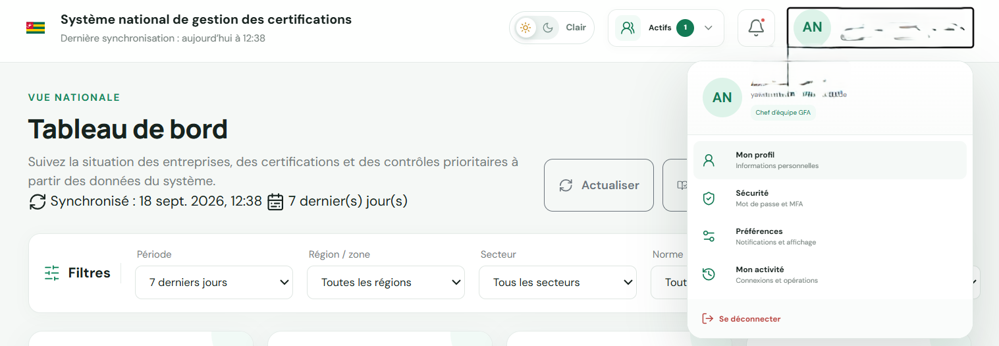 Système national de gestion des certifications
Dernière synchronisation : aujourd'hui à 12:38
Clair
Actifs 1
AN
VUE NATIONALE
Tableau de bord
Suivez la situation des entreprises, des certifications et des contrôles prioritaires à
partir des données du système.
Synchronisé : 18 sept. 2026, 12:38 7 dernier(s) jour(s)
Actualiser
Filtres
Période
7 derniers jours
Région / zone
Toutes les régions
Secteur
Tous les secteurs
Norme
Tout
AN
Chef d'équipe GFA
Mon profil
Informations personnelles
Sécurité
Mot de passe et MFA
Préférences
Notifications et affichage
Mon activité
Connexions et opérations
Se déconnecter